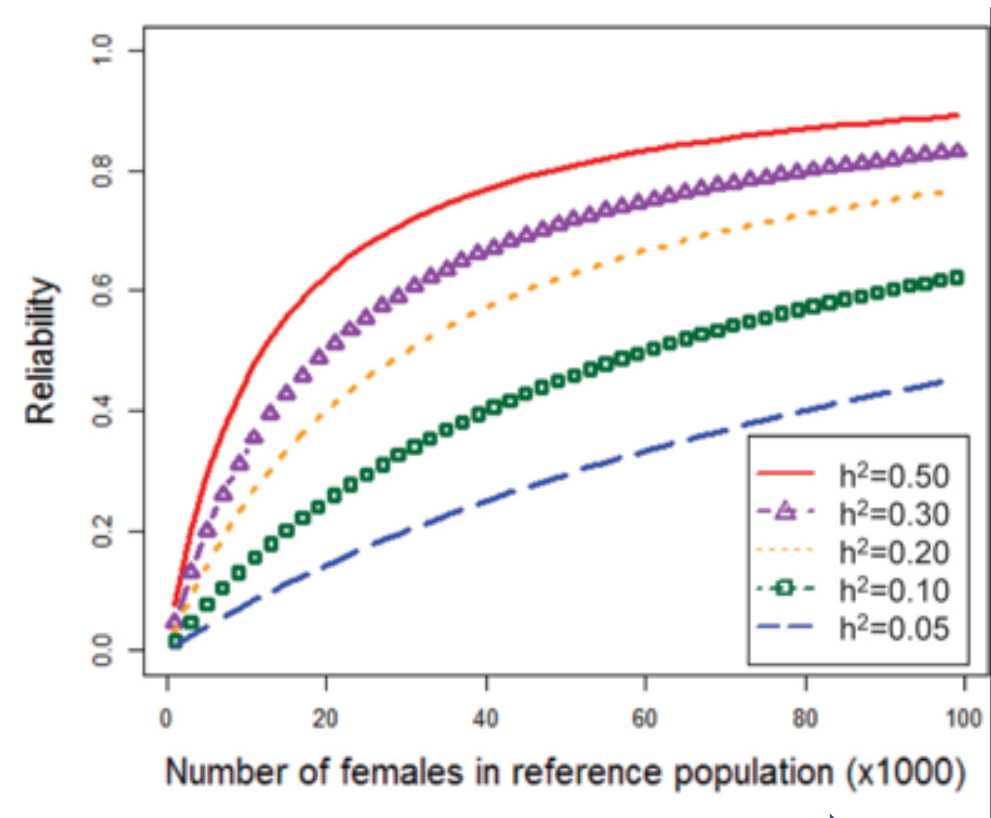 1.0
0.8
0.6
0.4
0.2
0.0
Reliability
h²=0.50
h²=0.30
h²=0.20
h²=0.10
h²=0.05
0 20 40 60 80 100
Number of females in reference population (x1000)